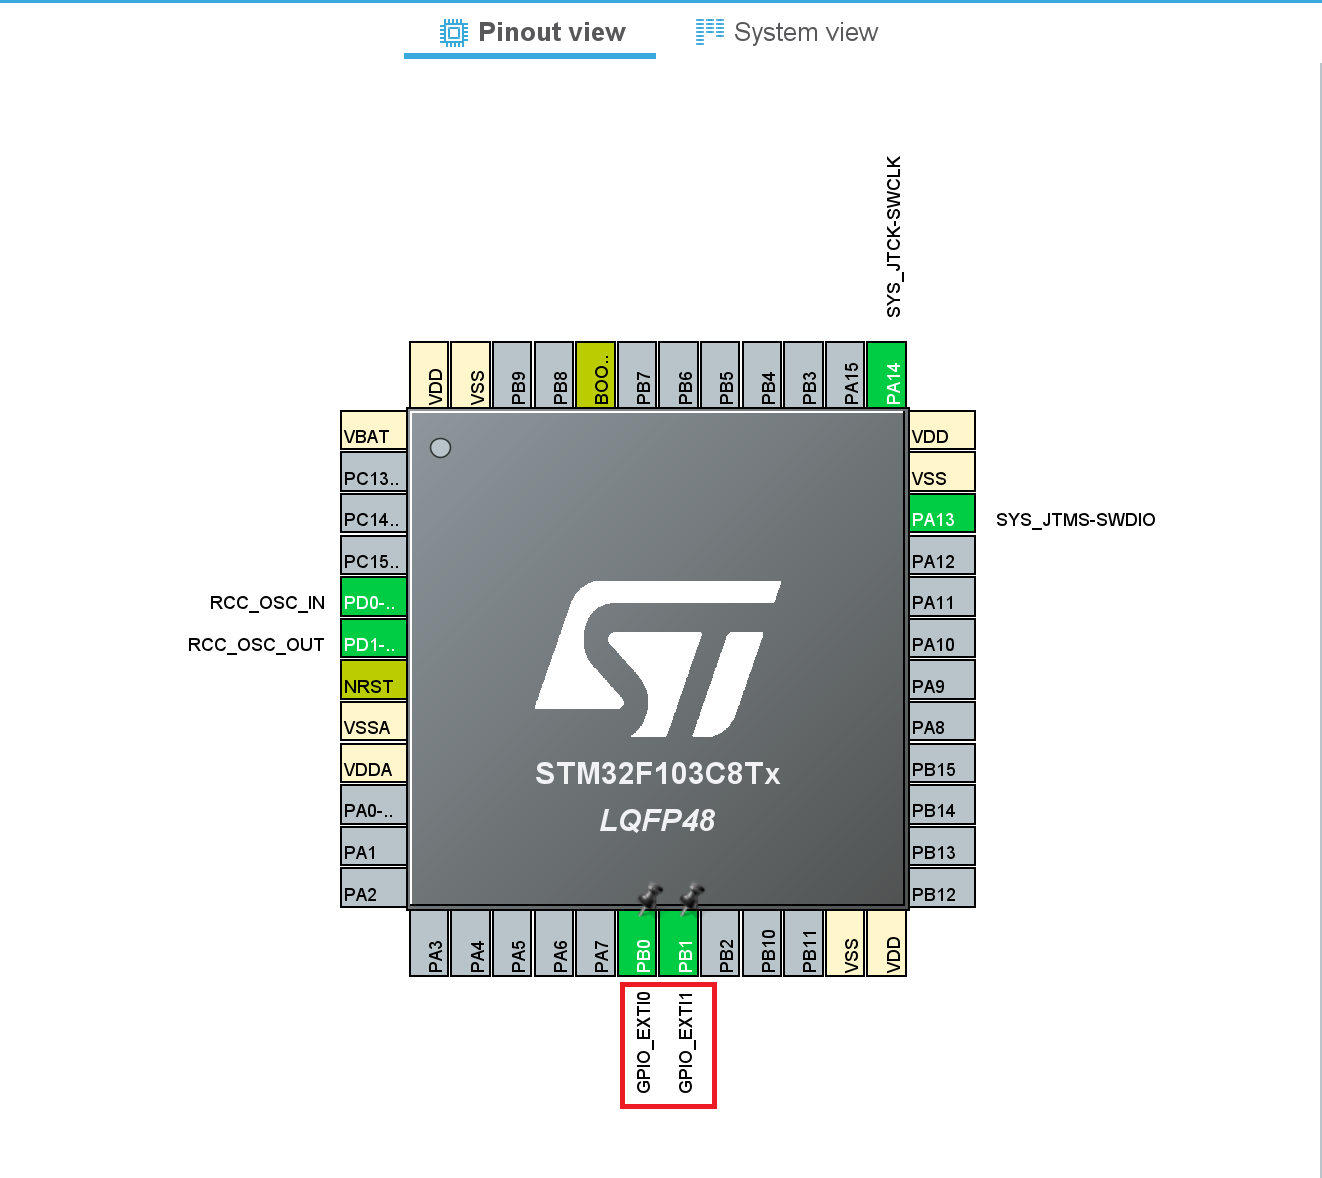 Pinout view
System view
SYS_JTCK-SWCLK
VDD
VSS
PB9
PB8
BOO..
PB7
PB6
PB5
PB4
PB3
PA15
PA14
VBAT
PC13..
PC14..
PC15..
RCC_OSC_IN PD0-..
RCC_OSC_OUT PD1-..
NRST
VSSA
VDDA
PA0-..
PA1
PA2
VDD
VSS
PA13 SYS_JTMS-SWDIO
PA12
PA11
PA10
PA9
PA8
PB15
PB14
PB13
PB12
ST
STM32F103C8Tx
LQFP48
PA3
PA4
PA5
PA6
PA7
PB0
PB1
PB2
PB10
PB11
VSS
VDD
GPIO_EXTI0
GPIO_EXTI1